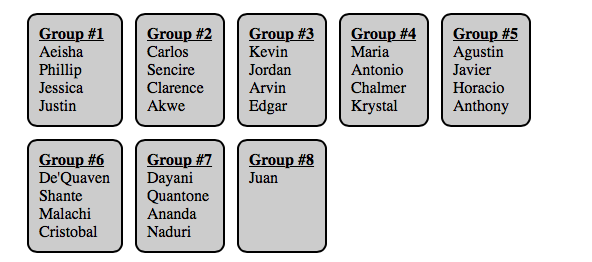 Group #1
Aeisha
Phillip
Jessica
Justin
Group #2
Carlos
Sencire
Clarence
Akwe
Group #3
Kevin
Jordan
Arvin
Edgar
Group #4
Maria
Antonio
Chalmer
Krystal
Group #5
Agustin
Javier
Horacio
Anthony
Group #6
De'Quaven
Shante
Malachi
Cristobal
Group #7
Dayani
Quantone
Ananda
Naduri
Group #8
Juan